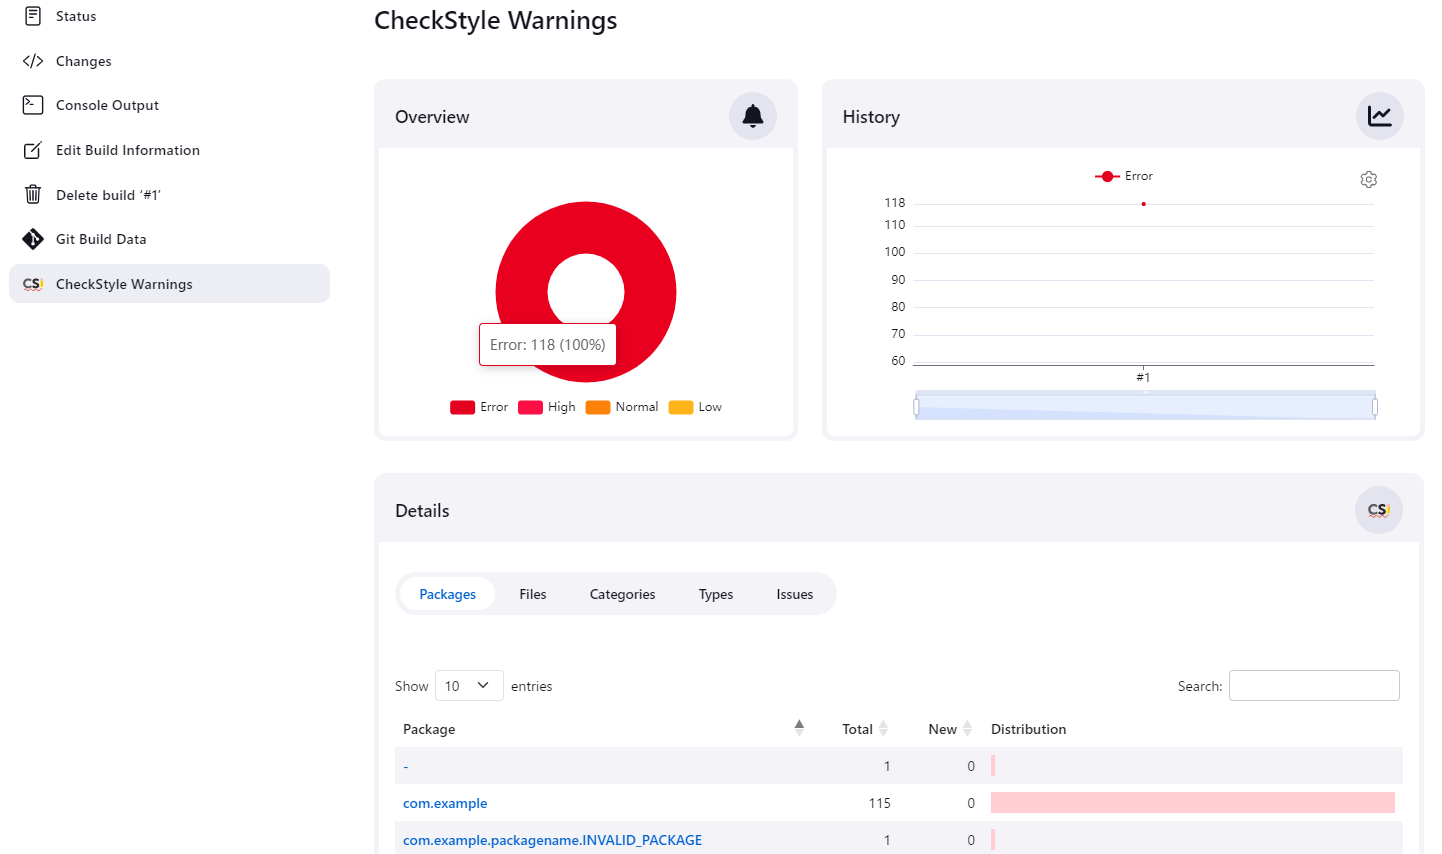 Status
Changes
Console Output
Edit Build Information
Delete build ‘#1’
Git Build Data
CS!
CheckStyle Warnings
CheckStyle Warnings
Overview
Error: 118 (100%)
Error High Normal Low
History
Error
118
110
100
90
80
70
60
#1
Details
CS!
Packages Files Categories Types Issues
Show 10 entries
Search:
Package Total New Distribution
- 1 0
com.example 115 0
com.example.packagename.INVALID_PACKAGE 1 0